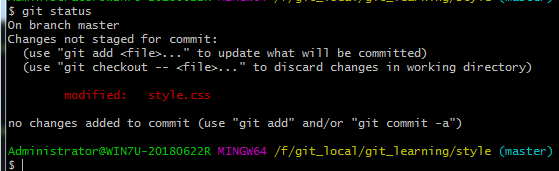 $ git status
On branch master
Changes not staged for commit:
  (use "git add <file>..." to update what will be committed)
  (use "git checkout -- <file>..." to discard changes in working directory)
        modified:   style.css
no changes added to commit (use "git add" and/or "git commit -a")
Administrator@WIN7U-20180622R MINGW64 /f/git_local/git_learning/style (master)
$